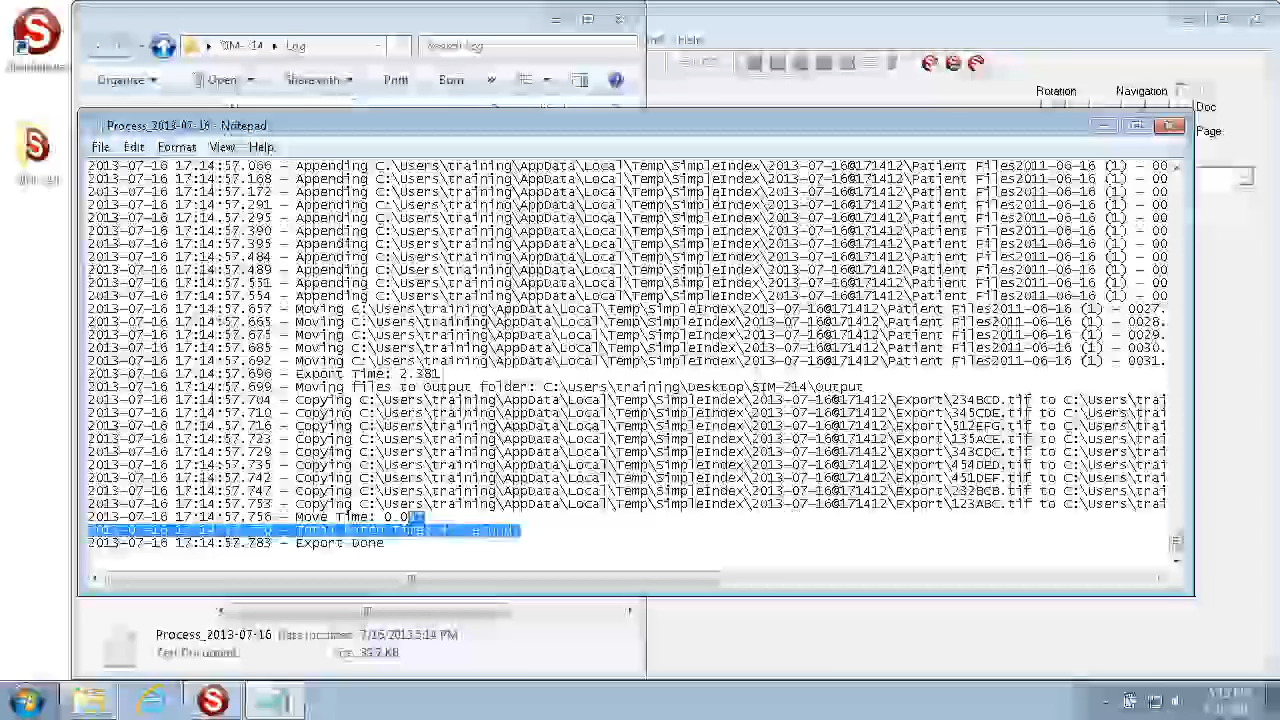 Log
Organize
Open
Share with
Print
Burn
»
Help
Rotation
Navigation
Doc
Page
Process_2013-07-16 - Notepad
File Edit Format View Help
2013-07-16 17:14:57.066 - Appending C:\Users\training\AppData\Local\Temp\SimpleIndex\2013-07-16@171412\Patient Files2011-06-16 (1) - 00
2013-07-16 17:14:57.168 - Appending C:\Users\training\AppData\Local\Temp\SimpleIndex\2013-07-16@171412\Patient Files2011-06-16 (1) - 00
2013-07-16 17:14:57.172 - Appending C:\Users\training\AppData\Local\Temp\SimpleIndex\2013-07-16@171412\Patient Files2011-06-16 (1) - 00
2013-07-16 17:14:57.291 - Appending C:\Users\training\AppData\Local\Temp\SimpleIndex\2013-07-16@171412\Patient Files2011-06-16 (1) - 00
2013-07-16 17:14:57.295 - Appending C:\Users\training\AppData\Local\Temp\SimpleIndex\2013-07-16@171412\Patient Files2011-06-16 (1) - 00
2013-07-16 17:14:57.390 - Appending C:\Users\training\AppData\Local\Temp\SimpleIndex\2013-07-16@171412\Patient Files2011-06-16 (1) - 00
2013-07-16 17:14:57.395 - Appending C:\Users\training\AppData\Local\Temp\SimpleIndex\2013-07-16@171412\Patient Files2011-06-16 (1) - 00
2013-07-16 17:14:57.484 - Appending C:\Users\training\AppData\Local\Temp\SimpleIndex\2013-07-16@171412\Patient Files2011-06-16 (1) - 00
2013-07-16 17:14:57.489 - Appending C:\Users\training\AppData\Local\Temp\SimpleIndex\2013-07-16@171412\Patient Files2011-06-16 (1) - 00
2013-07-16 17:14:57.551 - Appending C:\Users\training\AppData\Local\Temp\SimpleIndex\2013-07-16@171412\Patient Files2011-06-16 (1) - 00
2013-07-16 17:14:57.554 - Appending C:\Users\training\AppData\Local\Temp\SimpleIndex\2013-07-16@171412\Patient Files2011-06-16 (1) - 00
2013-07-16 17:14:57.657 - Moving C:\Users\training\AppData\Local\Temp\SimpleIndex\2013-07-16@171412\Patient Files2011-06-16 (1) - 0027.
2013-07-16 17:14:57.665 - Moving C:\Users\training\AppData\Local\Temp\SimpleIndex\2013-07-16@171412\Patient Files2011-06-16 (1) - 0028.
2013-07-16 17:14:57.675 - Moving C:\Users\training\AppData\Local\Temp\SimpleIndex\2013-07-16@171412\Patient Files2011-06-16 (1) - 0029.
2013-07-16 17:14:57.685 - Moving C:\Users\training\AppData\Local\Temp\SimpleIndex\2013-07-16@171412\Patient Files2011-06-16 (1) - 0030.
2013-07-16 17:14:57.692 - Moving C:\Users\training\AppData\Local\Temp\SimpleIndex\2013-07-16@171412\Patient Files2011-06-16 (1) - 0031.
2013-07-16 17:14:57.696 - Export Time: 2.381
2013-07-16 17:14:57.699 - Moving files to Output folder: C:\users\training\Desktop\SIM-214\Output
2013-07-16 17:14:57.704 - Copying C:\Users\training\AppData\Local\Temp\SimpleIndex\2013-07-16@171412\Export\234BCD.tif to C:\Users\trai
2013-07-16 17:14:57.710 - Copying C:\Users\training\AppData\Local\Temp\SimpleIndex\2013-07-16@171412\Export\345CDE.tif to C:\Users\trai
2013-07-16 17:14:57.716 - Copying C:\Users\training\AppData\Local\Temp\SimpleIndex\2013-07-16@171412\Export\512EFG.tif to C:\Users\trai
2013-07-16 17:14:57.723 - Copying C:\Users\training\AppData\Local\Temp\SimpleIndex\2013-07-16@171412\Export\135ACE.tif to C:\Users\trai
2013-07-16 17:14:57.729 - Copying C:\Users\training\AppData\Local\Temp\SimpleIndex\2013-07-16@171412\Export\343CDC.tif to C:\Users\trai
2013-07-16 17:14:57.735 - Copying C:\Users\training\AppData\Local\Temp\SimpleIndex\2013-07-16@171412\Export\454DED.tif to C:\Users\trai
2013-07-16 17:14:57.742 - Copying C:\Users\training\AppData\Local\Temp\SimpleIndex\2013-07-16@171412\Export\451DEF.tif to C:\Users\trai
2013-07-16 17:14:57.747 - Copying C:\Users\training\AppData\Local\Temp\SimpleIndex\2013-07-16@171412\Export\232BCB.tif to C:\Users\trai
2013-07-16 17:14:57.753 - Copying C:\Users\training\AppData\Local\Temp\SimpleIndex\2013-07-16@171412\Export\123ABC.tif to C:\Users\trai
2013-07-16 17:14:57.756 - Move Time:
2013-07-16 17:14:57.783 - Export Done
Process_2013-07-16 Date modified: 7/16/2013 5:14 PM
Text Document